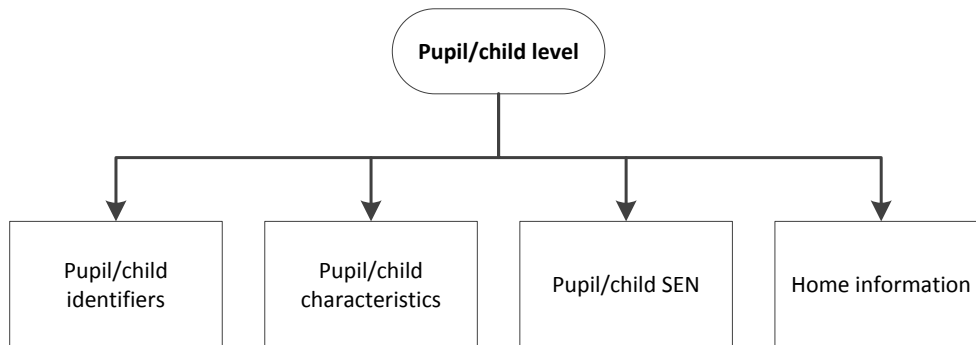 Pupil/child level
Pupil/child
identifiers
Pupil/child
characteristics
Pupil/child SEN
Home information